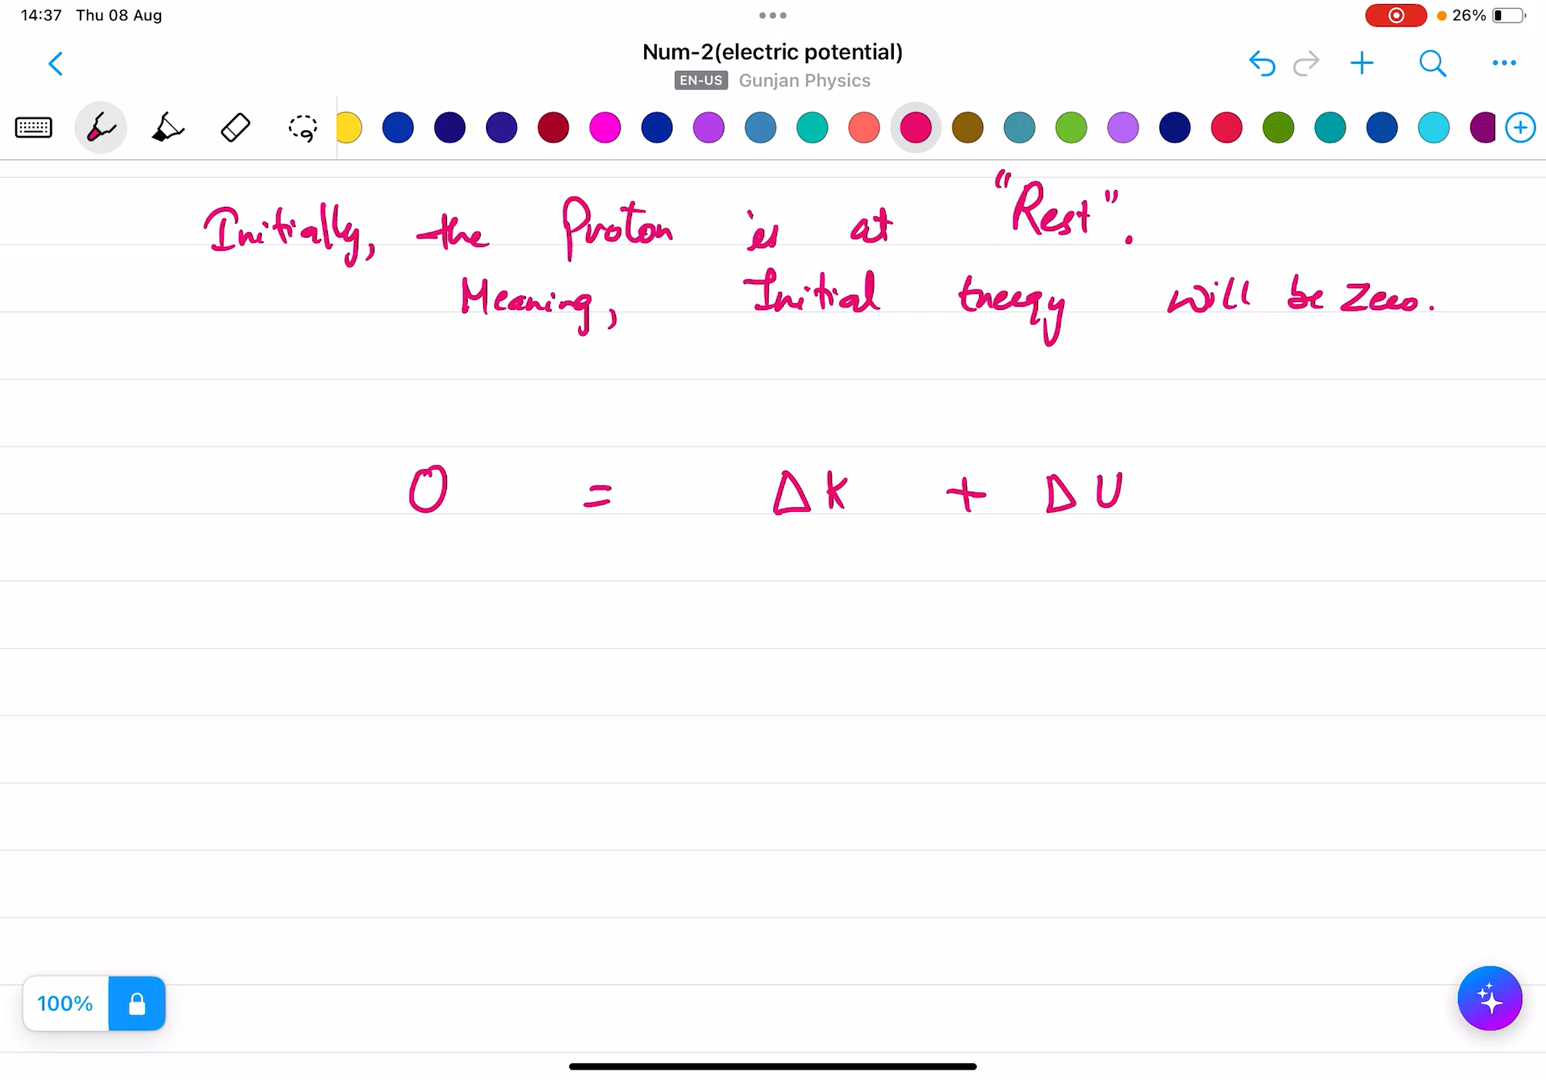 14:37 Thu 08 Aug
26%
Num-2(electric potential)
EN-US Gunjan Physics
Initially, the Proton is at "Rest".
Meaning, Initial Energy will be Zero.
0 = ΔK + ΔU
100%